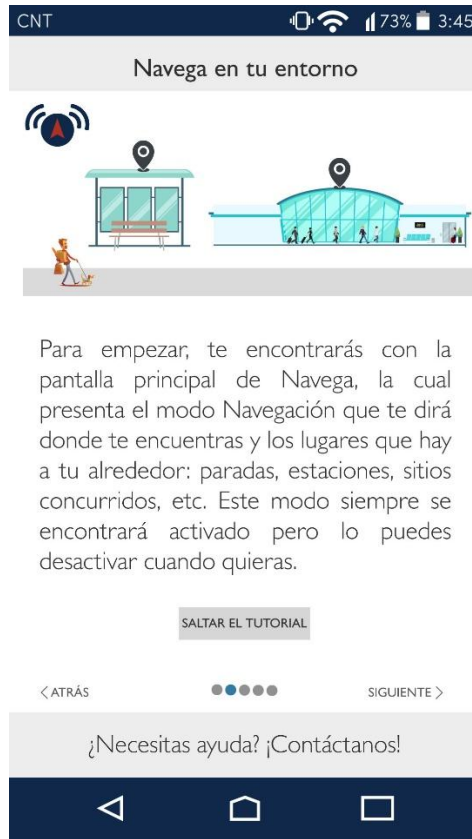 CNT 73% 3:45
Navega en tu entorno
Para empezar, te encontrarás con la
pantalla principal de Navega, la cual
presenta el modo Navegación que te dirá
donde te encuentras y los lugares que hay
a tu alrededor: paradas, estaciones, sitios
concurridos, etc. Este modo siempre se
encontrará activado pero lo puedes
desactivar cuando quieras.
SALTAR EL TUTORIAL
< ATRÁS SIGUIENTE >
¿Necesitas ayuda? ¡Contáctanos!